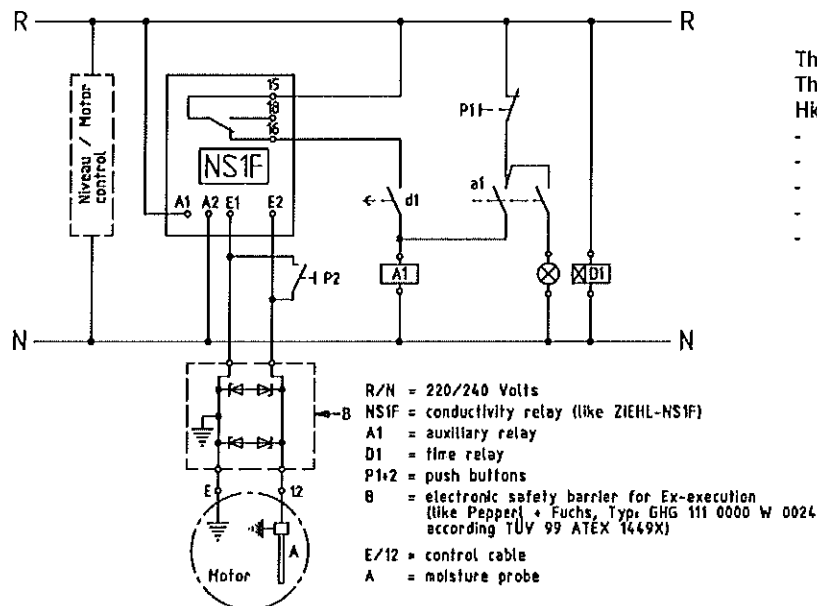 R R
Th
Th
Hi
-
-
-
-
-
15
18
16
P1
Niveau / Motor
control
NS1F
A1 A2 E1 E2
d1
a1
P2
A1
D1
N N
B
R/N = 220/240 Volts
NS1F = conductivity relay (like ZIEHL-NS1F)
A1 = auxiliary relay
D1 = time relay
P1+2 = push buttons
B = electronic safety barrier for Ex-execution
(like Pepperl + Fuchs, Typ: GHG 111 0000 W 0024
according TÜV 99 ATEX 1449X)
E 12
E/12 = control cable
A
A = moisture probe
Motor